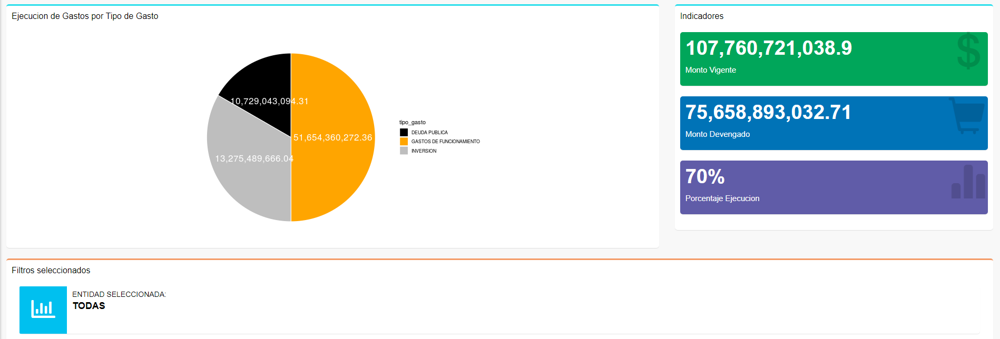 Ejecucion de Gastos por Tipo de Gasto
10,729,043,094.31
51,654,360,272.36
13,275,489,666.04
tipo_gasto
DEUDA PUBLICA
GASTOS DE FUNCIONAMIENTO
INVERSION
Indicadores
107,760,721,038.9
$
Monto Vigente
75,658,893,032.71
Monto Devengado
70%
Porcentaje Ejecucion
Filtros seleccionados
ENTIDAD SELECCIONADA:
TODAS